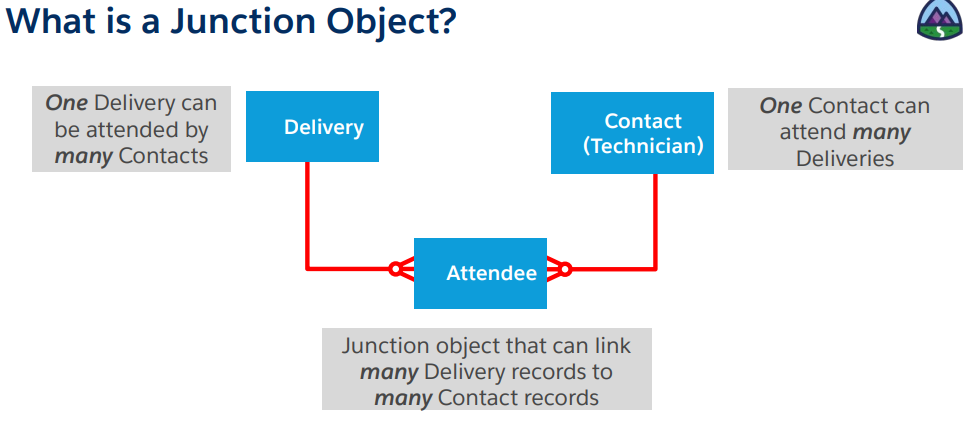 What is a Junction Object?
One Delivery can
be attended by
many Contacts
Delivery
Contact
(Technician)
One Contact can
attend many
Deliveries
Attendee
Junction object that can link
many Delivery records to
many Contact records